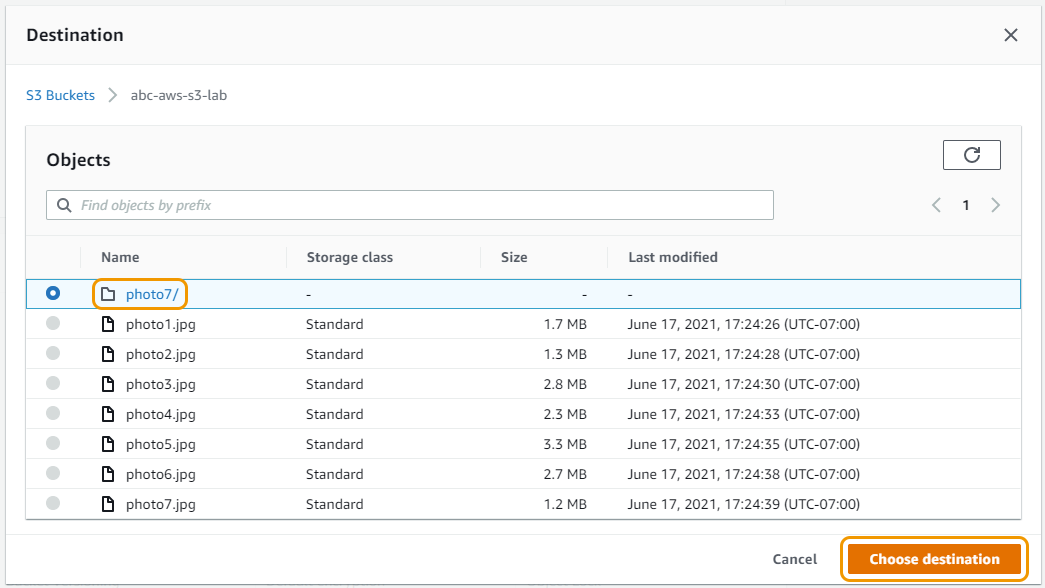 Destination
S3 Buckets abc-aws-s3-lab
Objects
Find objects by prefix
1
Name Storage class Size Last modified
photo7/ - - -
photo1.jpg Standard 1.7 MB June 17, 2021, 17:24:26 (UTC-07:00)
photo2.jpg Standard 1.3 MB June 17, 2021, 17:24:28 (UTC-07:00)
photo3.jpg Standard 2.8 MB June 17, 2021, 17:24:30 (UTC-07:00)
photo4.jpg Standard 2.3 MB June 17, 2021, 17:24:33 (UTC-07:00)
photo5.jpg Standard 3.3 MB June 17, 2021, 17:24:35 (UTC-07:00)
photo6.jpg Standard 2.7 MB June 17, 2021, 17:24:38 (UTC-07:00)
photo7.jpg Standard 1.2 MB June 17, 2021, 17:24:39 (UTC-07:00)
Cancel Choose destination